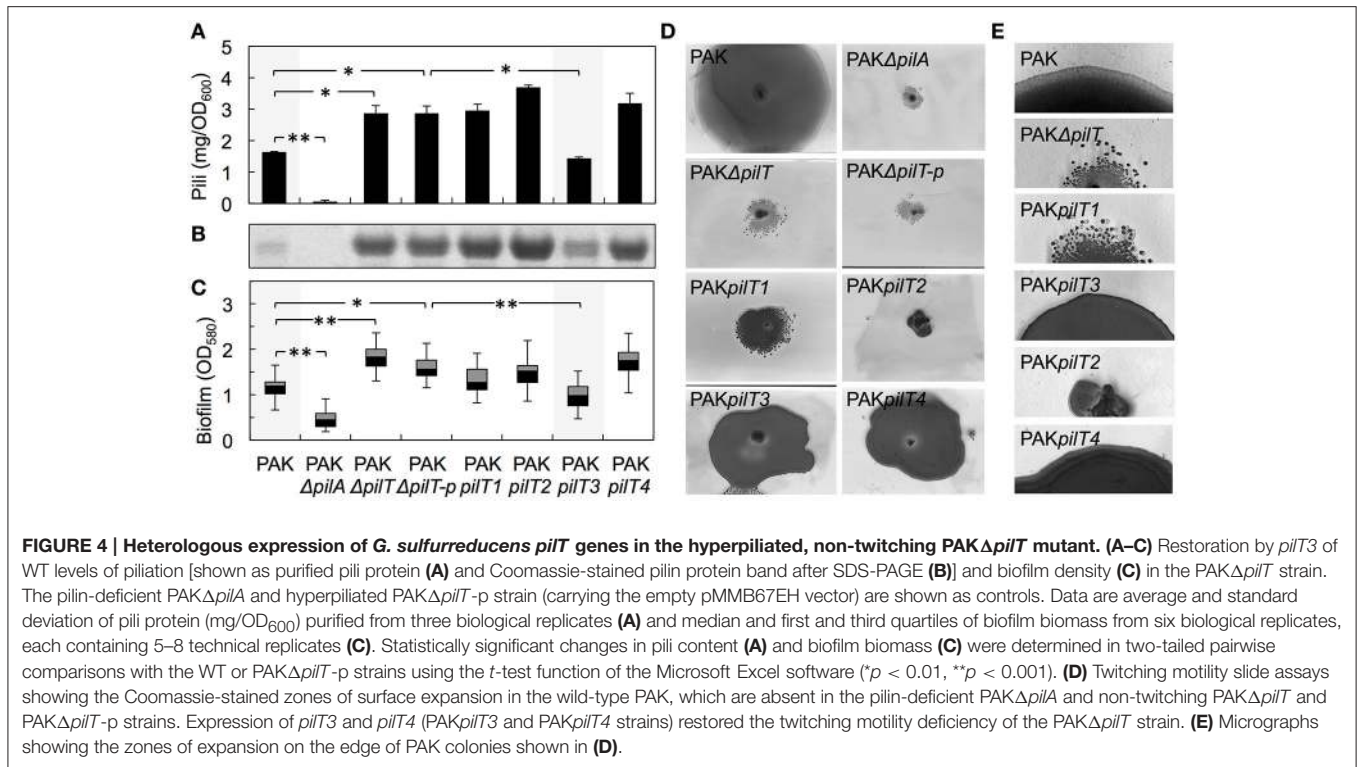 A
Pili (mg/OD600)
4
3
2
1
0
*
*
*
**
B
C
Biofilm (OD580)
3
2
1
0
*
**
**
**
PAK
PAK ΔpilA
PAK ΔpilT
PAK ΔpilT-p
PAK pilT1
PAK pilT2
PAK pilT3
PAK pilT4
D
PAK
PAKΔpilA
PAKΔpilT
PAKΔpilT-p
PAKpilT1
PAKpilT2
PAKpilT3
PAKpilT4
E
PAK
PAKΔpilT
PAKpilT1
PAKpilT3
PAKpilT2
PAKpilT4
FIGURE 4 | Heterologous expression of G. sulfurreducens pilT genes in the hyperpiliated, non-twitching PAKΔpilT mutant. (A–C) Restoration by pilT3 of
WT levels of piliation [shown as purified pili protein (A) and Coomassie-stained pilin protein band after SDS-PAGE (B)] and biofilm density (C) in the PAKΔpilT strain.
The pilin-deficient PAKΔpilA and hyperpiliated PAKΔpilT-p strain (carrying the empty pMMB67EH vector) are shown as controls. Data are average and standard
deviation of pili protein (mg/OD600) purified from three biological replicates (A) and median and first and third quartiles of biofilm biomass from six biological replicates,
each containing 5–8 technical replicates (C). Statistically significant changes in pili content (A) and biofilm biomass (C) were determined in two-tailed pairwise
comparisons with the WT or PAKΔpilT-p strains using the t-test function of the Microsoft Excel software (*p < 0.01, **p < 0.001). (D) Twitching motility slide assays
showing the Coomassie-stained zones of surface expansion in the wild-type PAK, which are absent in the pilin-deficient PAKΔpilA and non-twitching PAKΔpilT and
PAKΔpilT-p strains. Expression of pilT3 and pilT4 (PAKpilT3 and PAKpilT4 strains) restored the twitching motility deficiency of the PAKΔpilT strain. (E) Micrographs
showing the zones of expansion on the edge of PAK colonies shown in (D).